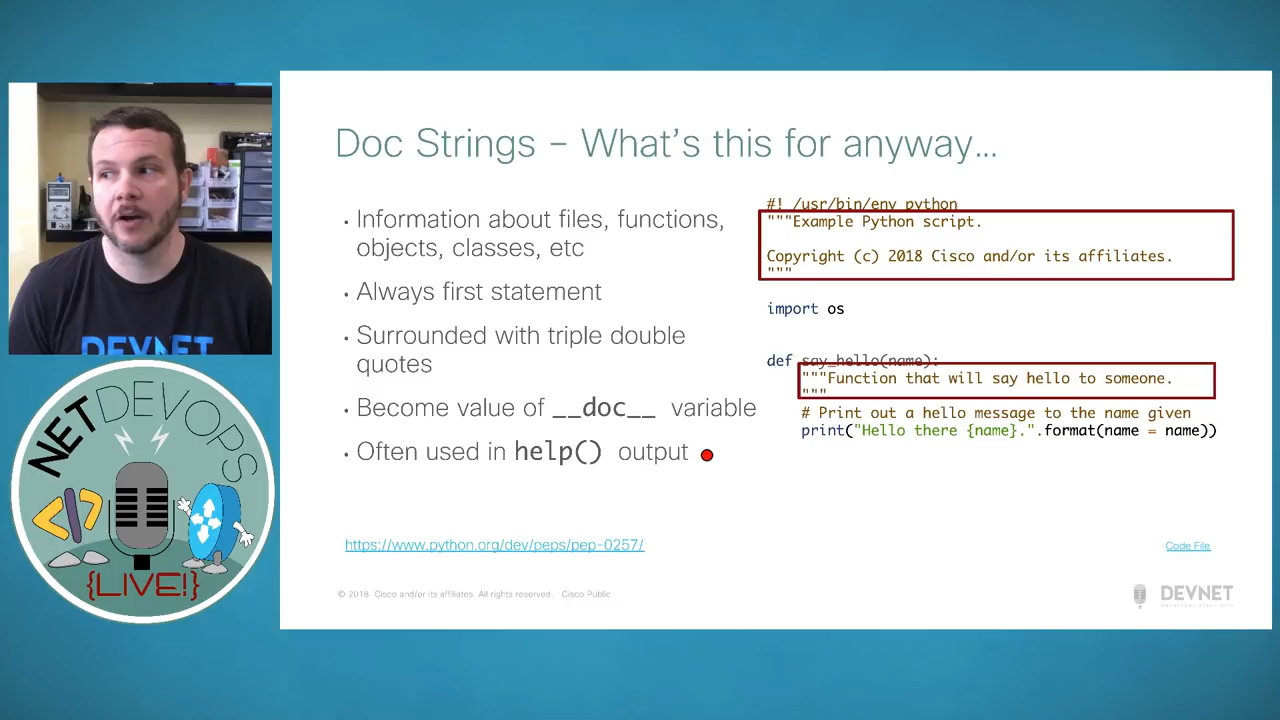 Doc Strings – What's this for anyway...
• Information about files, functions,
objects, classes, etc
• Always first statement
• Surrounded with triple double
quotes
• Become value of __doc__ variable
• Often used in help() output
#! /usr/bin/env python
"""Example Python script.
Copyright (c) 2018 Cisco and/or its affiliates.
"""
import os
def say_hello(name):
"""Function that will say hello to someone.
"""
# Print out a hello message to the name given
print("Hello there {name}.".format(name = name))
https://www.python.org/dev/peps/pep-0257/
Code File
© 2018 Cisco and/or its affiliates. All rights reserved. Cisco Public
DEVNET
DEVNET
NETDEVOPS
</>
{LIVE!}